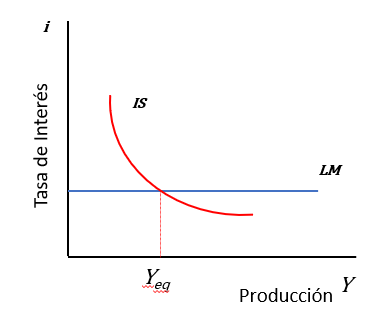 i
IS
Tasa de Interés
LM
Yeq
Y
Producción